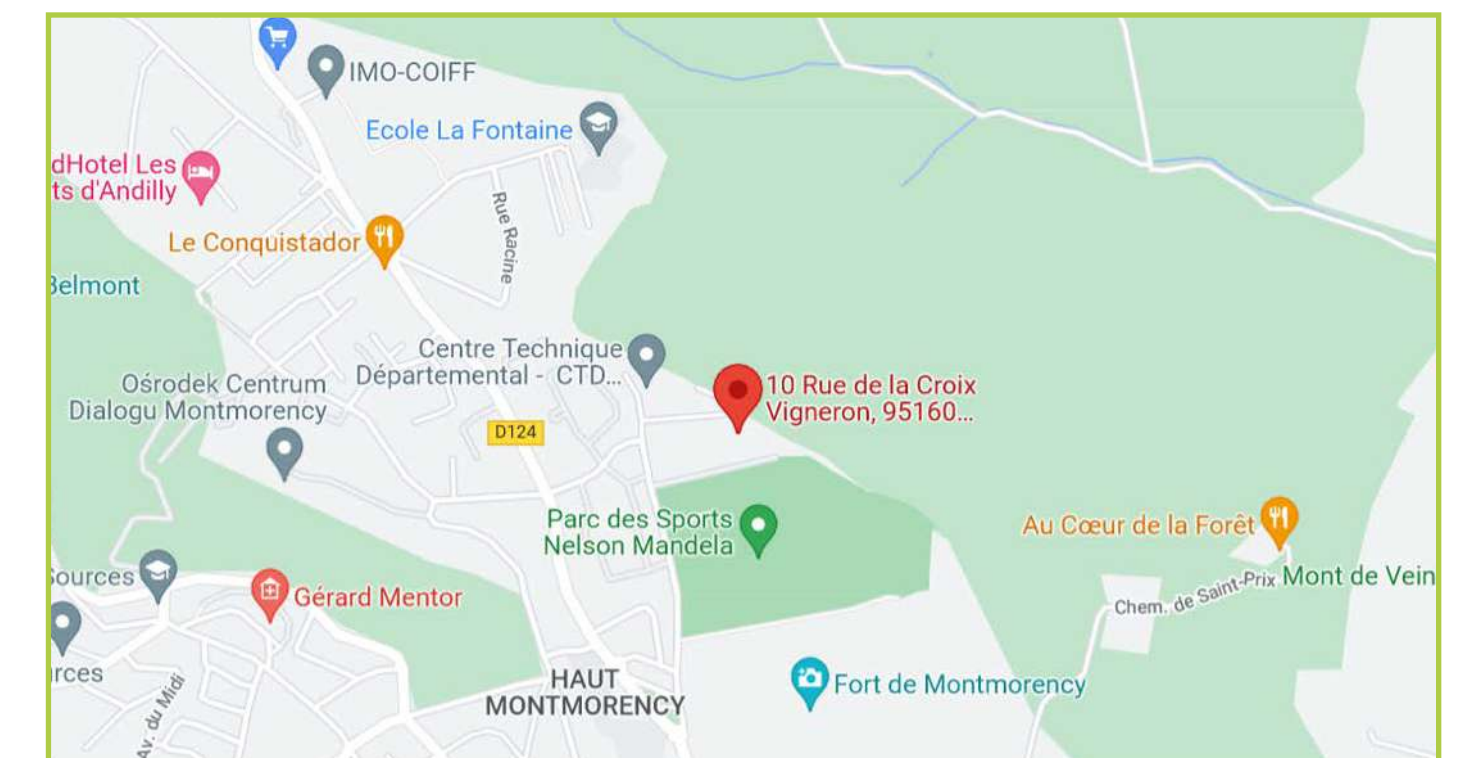 IMO-COIFF
Ecole La Fontaine
dHotel Les
ts d'Andilly
Rue Racine
Le Conquistador
Belmont
Centre Technique
Départemental - CTD...
10 Rue de la Croix
Vigneron, 95160...
Ośrodek Centrum
Dialogu Montmorency
D124
Parc des Sports
Nelson Mandela
Au Cœur de la Forêt
Sources
Gérard Mentor
Chem. de Saint-Prix
Mont de Vein
rces
HAUT
MONTMORENCY
Fort de Montmorency
Av. du Midi